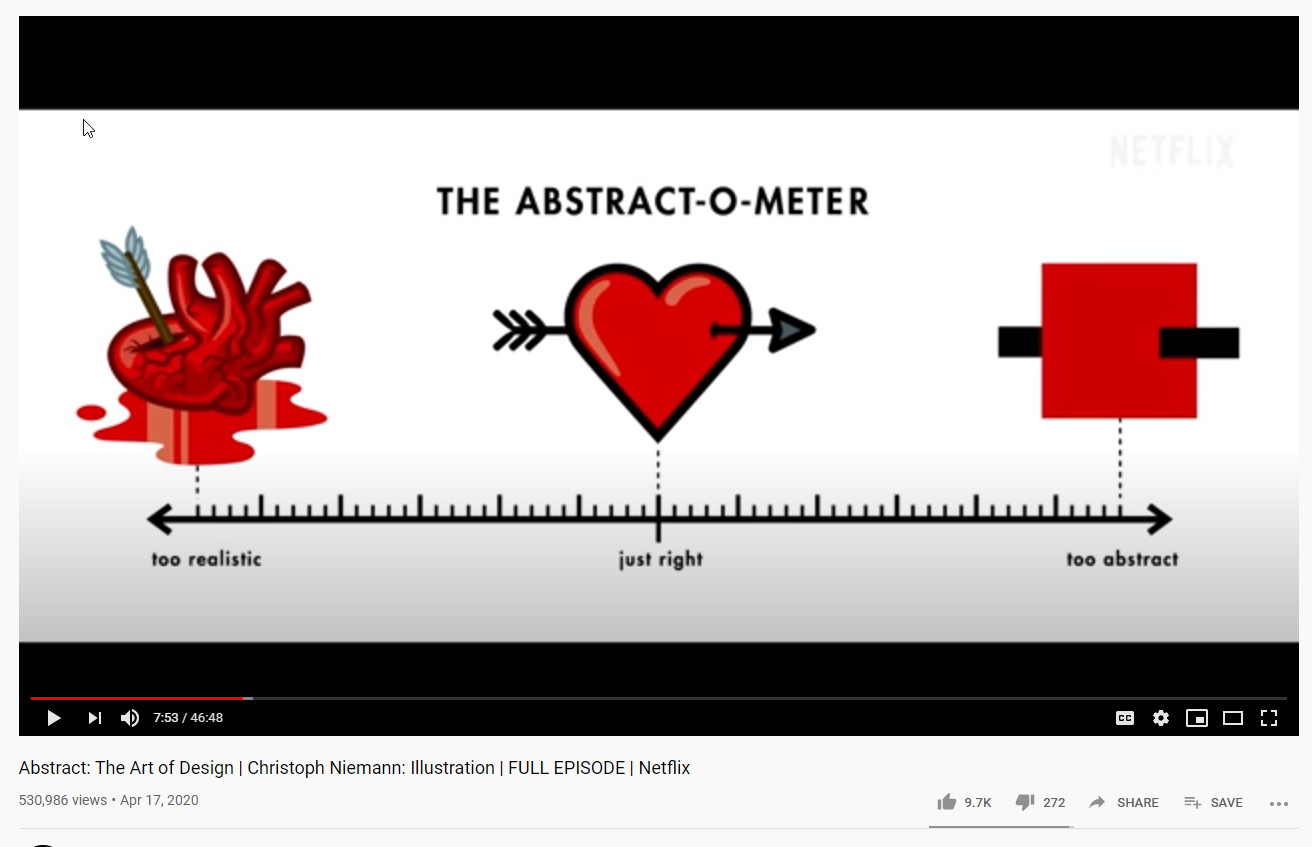 NETFLIX
THE ABSTRACT-O-METER
too realistic
just right
too abstract
7:53 / 46:48
CC
Abstract: The Art of Design | Christoph Niemann: Illustration | FULL EPISODE | Netflix
530,986 views • Apr 17, 2020
9.7K 272 SHARE SAVE